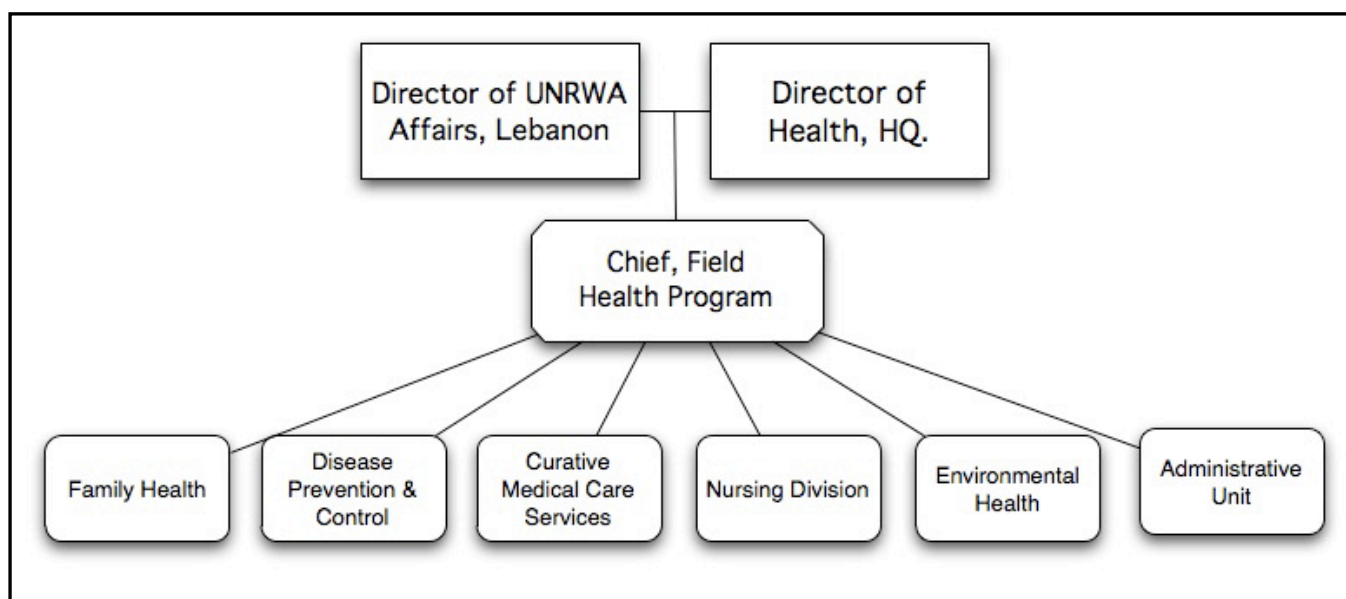 Director of UNRWA
Affairs, Lebanon
Director of
Health, HQ.
Chief, Field
Health Program
Family Health
Disease
Prevention &
Control
Curative
Medical Care
Services
Nursing Division
Environmental
Health
Administrative
Unit